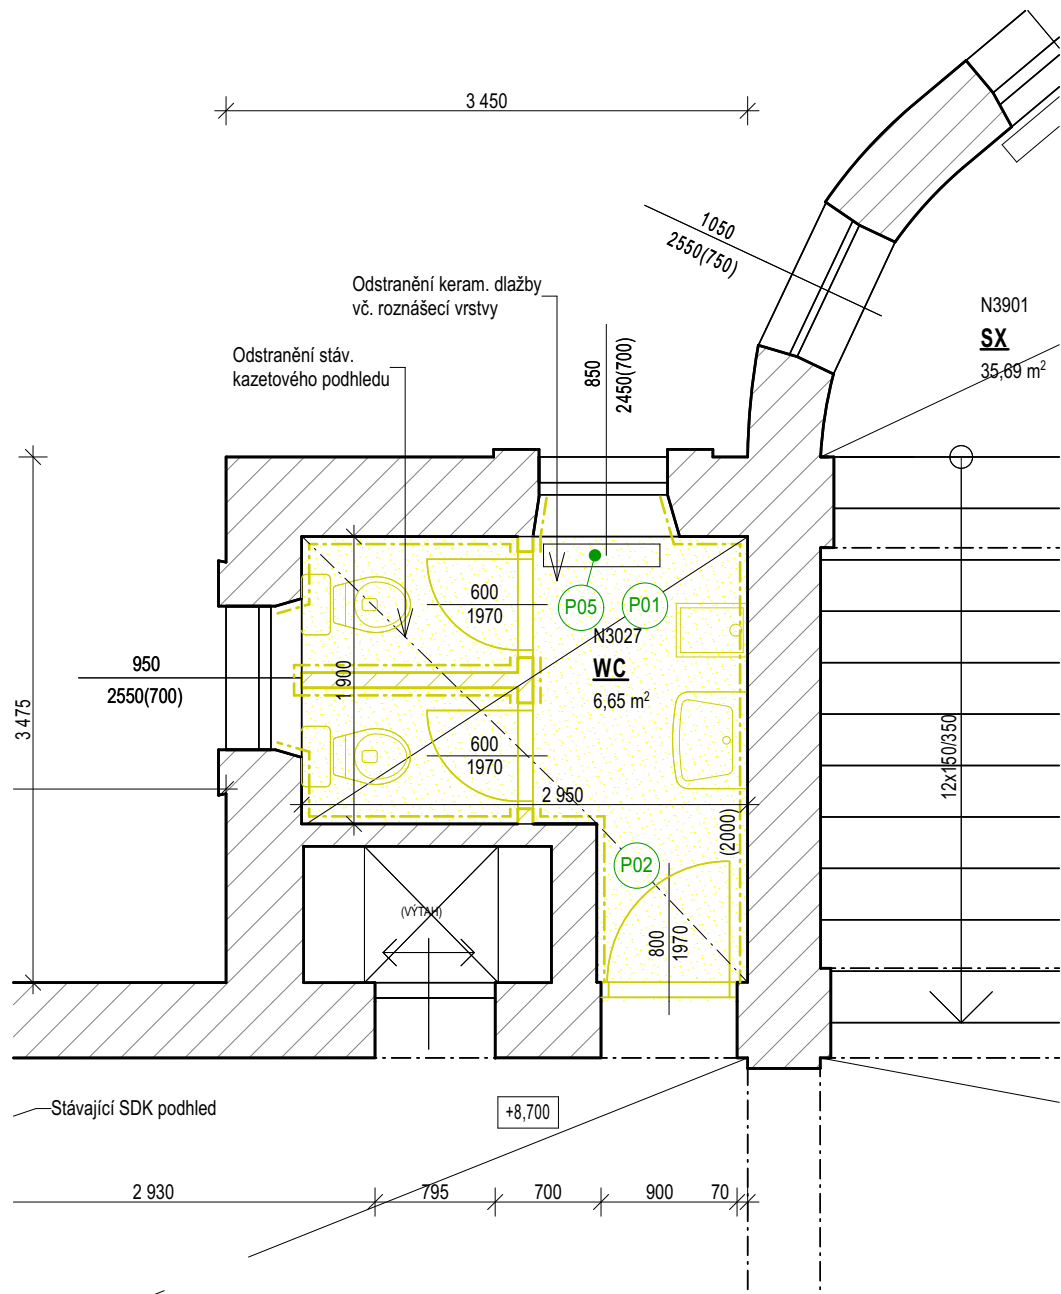 3 450
1050
2550(750)
Odstranění keram. dlažby
vč. roznášecí vrstvy
N3901
SX
35,69 m²
Odstranění stáv.
kazetového podhledu
850
2450(700)
600
1970
P05
P01
N3027
WC
6,65 m²
950
2550(700)
1 900
3 475
600
1970
2 950
(2000)
12x150/350
P02
(VÝTAH)
800
1970
Stávající SDK podhled
+8,700
2 930
795
700
900
70